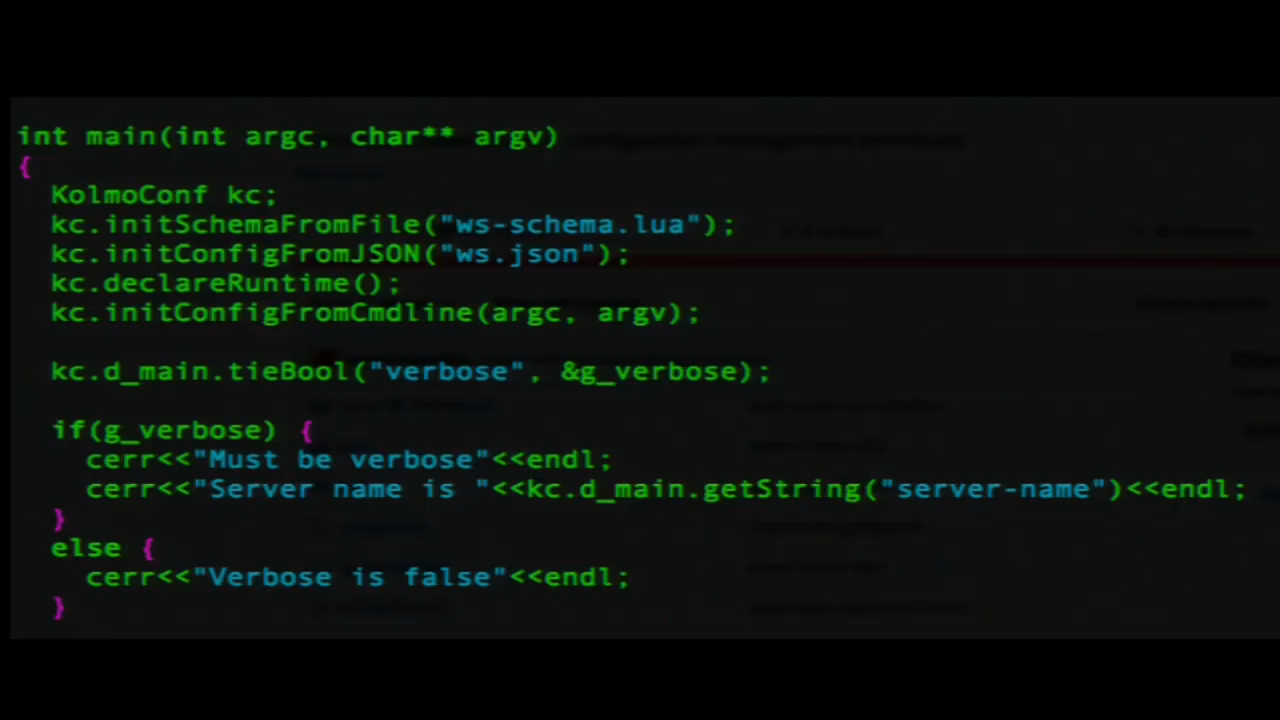 int main(int argc, char** argv)
{
  KolmoConf kc;
  kc.initSchemaFromFile("ws-schema.lua");
  kc.initConfigFromJSON("ws.json");
  kc.declareRuntime();
  kc.initConfigFromCmdline(argc, argv);

  kc.d_main.tieBool("verbose", &g_verbose);

  if(g_verbose) {
    cerr<<"Must be verbose"<<endl;
    cerr<<"Server name is "<<kc.d_main.getString("server-name")<<endl;
  }
  else {
    cerr<<"Verbose is false"<<endl;
  }